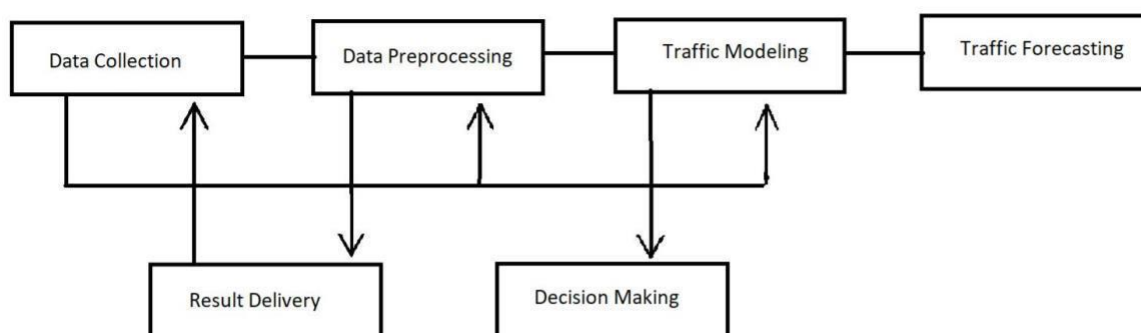 Data Collection
Data Preprocessing
Traffic Modeling
Traffic Forecasting
Result Delivery
Decision Making